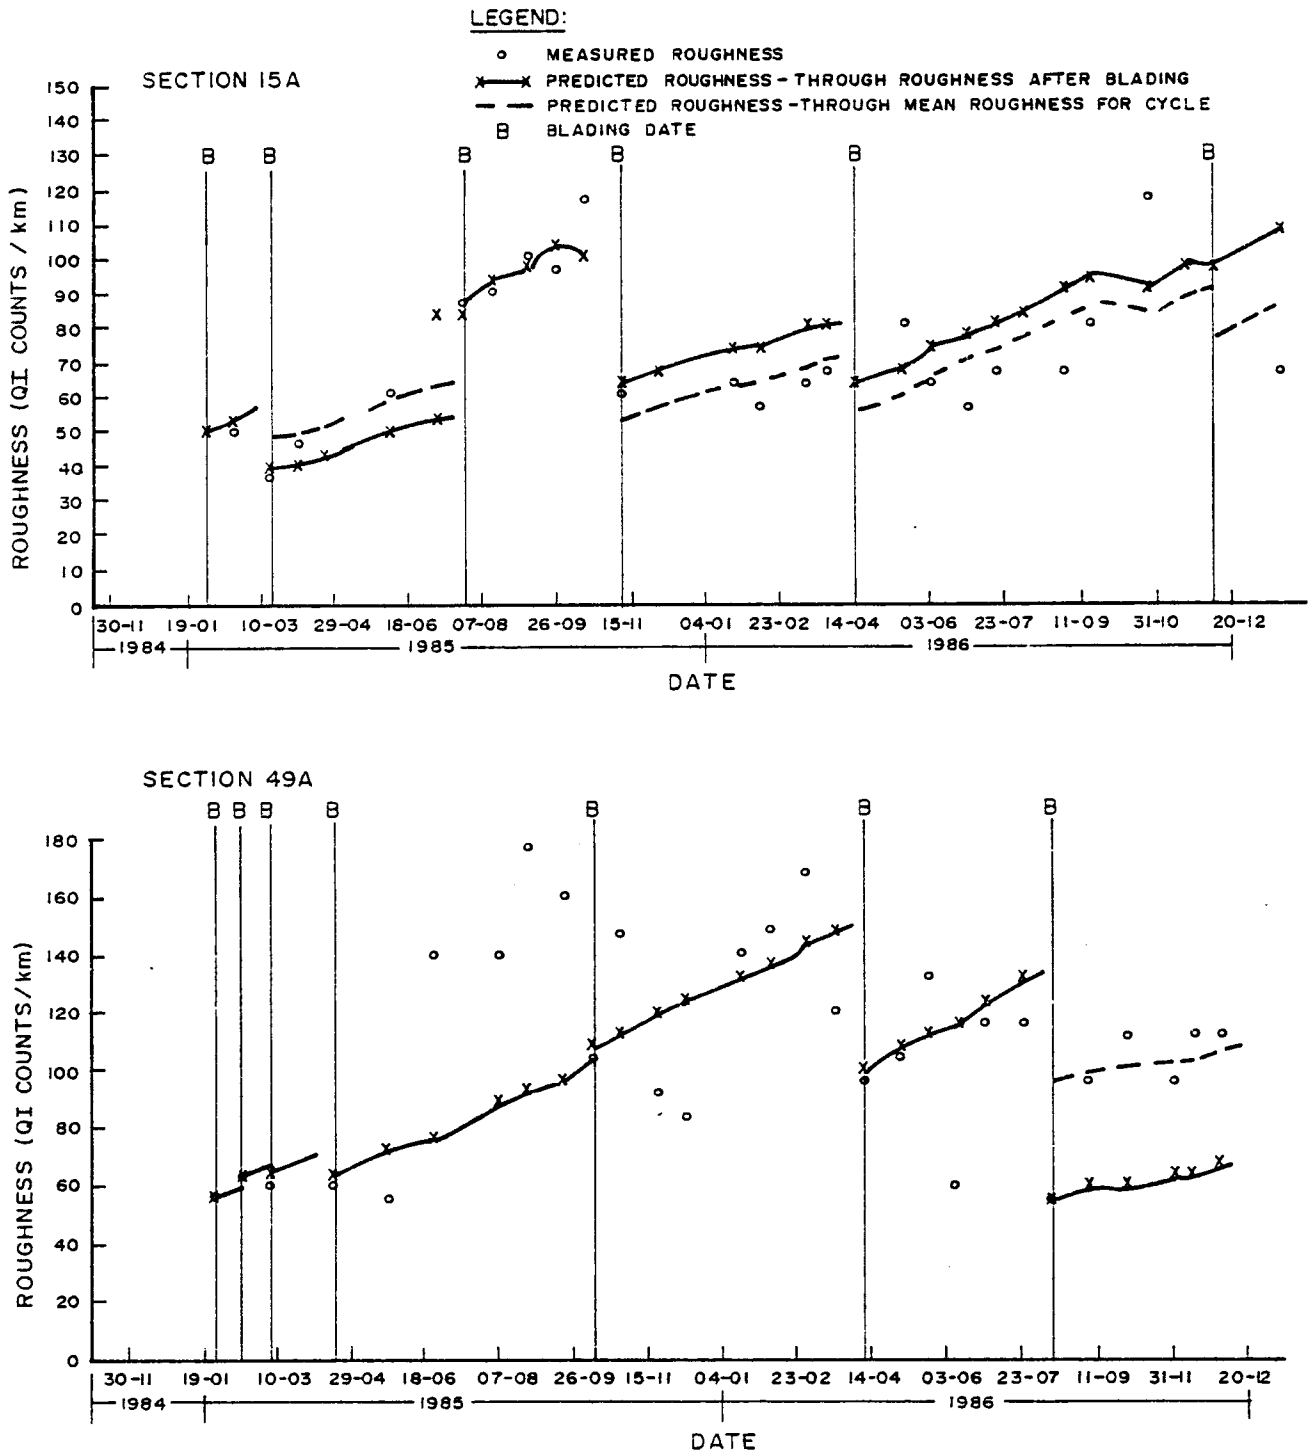 LEGEND:
o MEASURED ROUGHNESS
x—x PREDICTED ROUGHNESS-THROUGH ROUGHNESS AFTER BLADING
— — PREDICTED ROUGHNESS-THROUGH MEAN ROUGHNESS FOR CYCLE
B BLADING DATE
SECTION 15A
B B B B B B
ROUGHNESS (QI COUNTS / km)
150
140
130
120
110
100
90
80
70
60
50
40
30
20
10
0
30-11 19-01 10-03 29-04 18-06 07-08 26-09 15-11 04-01 23-02 14-04 03-06 23-07 11-09 31-10 20-12
1984 1985 1986
DATE
SECTION 49A
B B B B B B B
ROUGHNESS (QI COUNTS/km)
180
160
140
120
100
80
60
40
20
0
30-11 19-01 10-03 29-04 18-06 07-08 26-09 15-11 04-01 23-02 14-04 03-06 23-07 11-09 31-11 20-12
1984 1985 1986
DATE